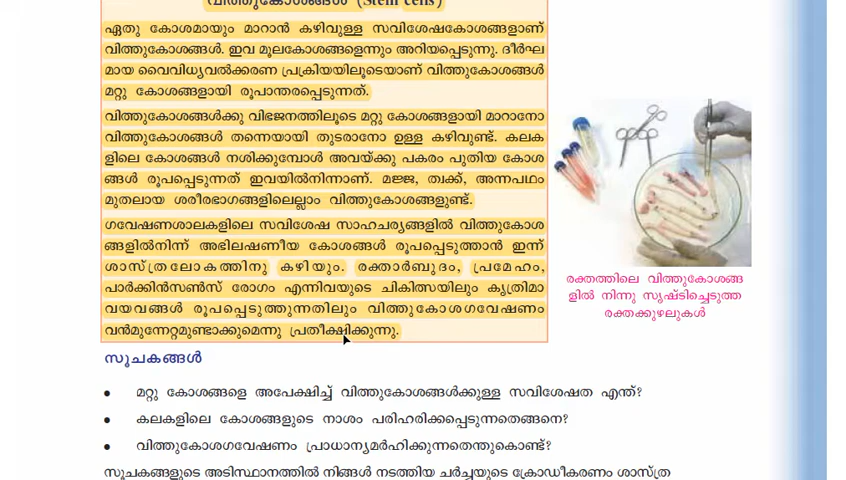 വിത്തുകോശങ്ങൾ (Stem cells)
ഏതു കോശമായും മാറാൻ കഴിവുള്ള സവിശേഷകോശങ്ങളാണ്
വിത്തുകോശങ്ങൾ. ഇവ മൂലകോശങ്ങളെന്നും അറിയപ്പെടുന്നു. ദീർഘ
മായ വൈവിധ്യവൽക്കരണ പ്രക്രിയയിലൂടെയാണ് വിത്തുകോശങ്ങൾ
മറ്റു കോശങ്ങളായി രൂപാന്തരപ്പെടുന്നത്.
വിത്തുകോശങ്ങൾക്കു വിഭജനത്തിലൂടെ മറ്റു കോശങ്ങളായി മാറാനോ
വിത്തുകോശങ്ങൾ തന്നെയായി തുടരാനോ ഉള്ള കഴിവുണ്ട്. കലക
ളിലെ കോശങ്ങൾ നശിക്കുമ്പോൾ അവയ്ക്കു പകരം പുതിയ കോശ
ങ്ങൾ രൂപപ്പെടുന്നത് ഇവയിൽനിന്നാണ്. മജ്ജ, ത്വക്ക്, അന്നപഥം
മുതലായ ശരീരഭാഗങ്ങളിലെല്ലാം വിത്തുകോശങ്ങളുണ്ട്.
ഗവേഷണശാലകളിലെ സവിശേഷ സാഹചര്യങ്ങളിൽ വിത്തുകോശ
ങ്ങളിൽനിന്ന് അഭിലഷണീയ കോശങ്ങൾ രൂപപ്പെടുത്താൻ ഇന്ന്
ശാസ്ത്രലോകത്തിനു കഴിയും. രക്താർബുദം, പ്രമേഹം,
പാർക്കിൻസൺസ് രോഗം എന്നിവയുടെ ചികിത്സയിലും കൃത്രിമാ
വയവങ്ങൾ രൂപപ്പെടുത്തുന്നതിലും വിത്തുകോശഗവേഷണം
വൻമുന്നേറ്റമുണ്ടാക്കുമെന്നു പ്രതീക്ഷിക്കുന്നു.
രക്തത്തിലെ വിത്തുകോശങ്ങ
ളിൽ നിന്നു സൃഷ്ടിച്ചെടുത്ത
രക്തക്കുഴലുകൾ
സൂചകങ്ങൾ
• മറ്റു കോശങ്ങളെ അപേക്ഷിച്ച് വിത്തുകോശങ്ങൾക്കുള്ള സവിശേഷത എന്ത്?
• കലകളിലെ കോശങ്ങളുടെ നാശം പരിഹരിക്കപ്പെടുന്നതെങ്ങനെ?
• വിത്തുകോശഗവേഷണം പ്രാധാന്യമർഹിക്കുന്നതെന്തുകൊണ്ട്?
സൂചകങ്ങളുടെ അടിസ്ഥാനത്തിൽ നിങ്ങൾ നടത്തിയ ചർച്ചയുടെ ക്രോഡീകരണം ശാസ്ത്ര